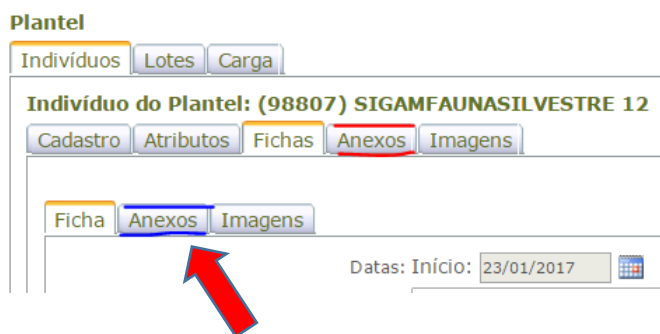 Plantel
Indivíduos Lotes Carga
Indivíduo do Plantel: (98807) SIGAMFAUNASILVESTRE 12
Cadastro Atributos Fichas Anexos Imagens
Ficha Anexos Imagens
Datas: Início: 23/01/2017